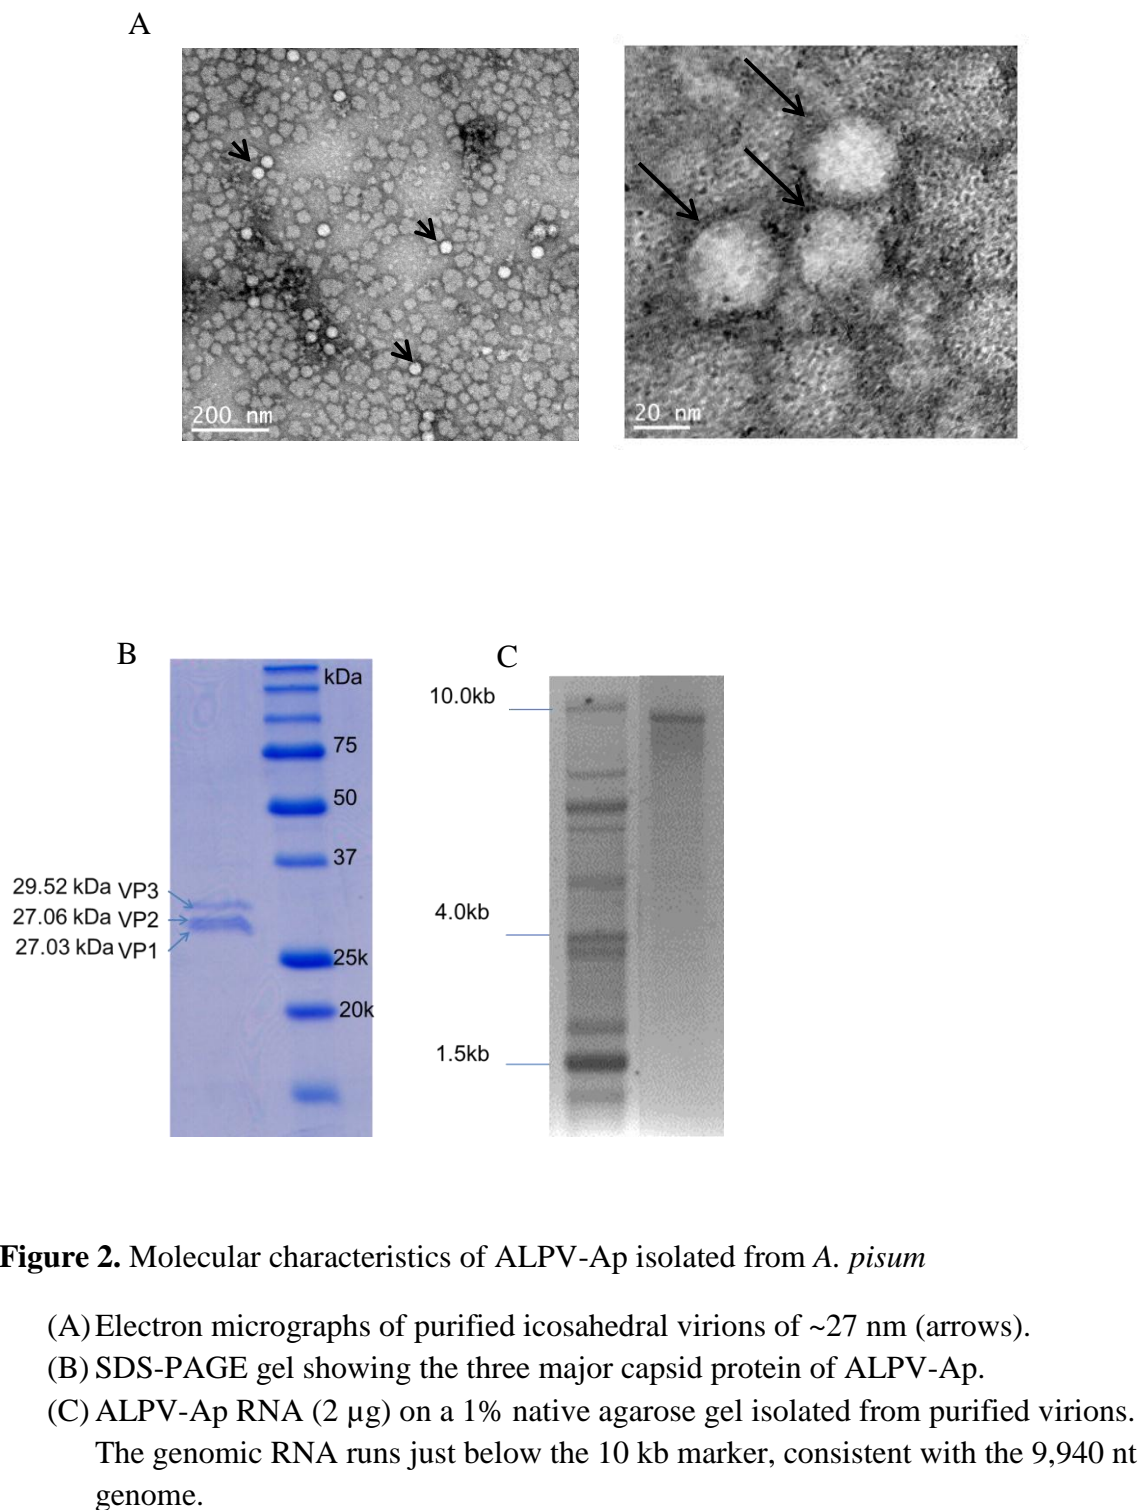 A
200 nm
20 nm
B
kDa
75
50
37
29.52 kDa VP3
27.06 kDa VP2
27.03 kDa VP1
25k
20k
C
10.0kb
4.0kb
1.5kb
Figure 2. Molecular characteristics of ALPV-Ap isolated from A. pisum
(A) Electron micrographs of purified icosahedral virions of ~27 nm (arrows).
(B) SDS-PAGE gel showing the three major capsid protein of ALPV-Ap.
(C) ALPV-Ap RNA (2 µg) on a 1% native agarose gel isolated from purified virions.
The genomic RNA runs just below the 10 kb marker, consistent with the 9,940 nt
genome.